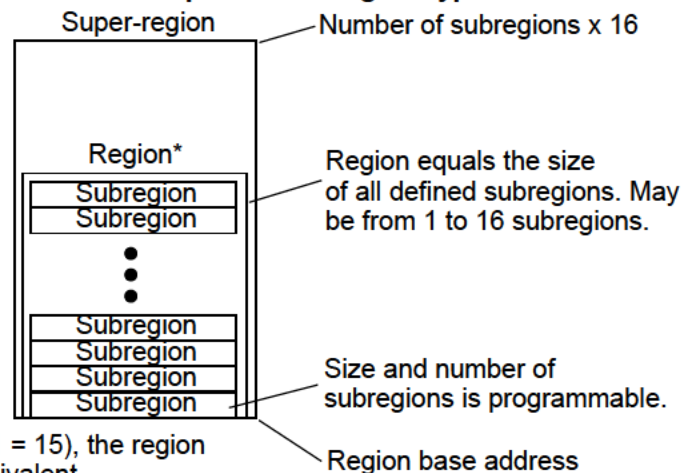 Super-region
Number of subregions x 16
Region*
Region equals the size
of all defined subregions. May
be from 1 to 16 subregions.
Subregion
Subregion
Subregion
Subregion
Subregion
Subregion
Size and number of
subregions is programmable.
= 15), the region
Region base address